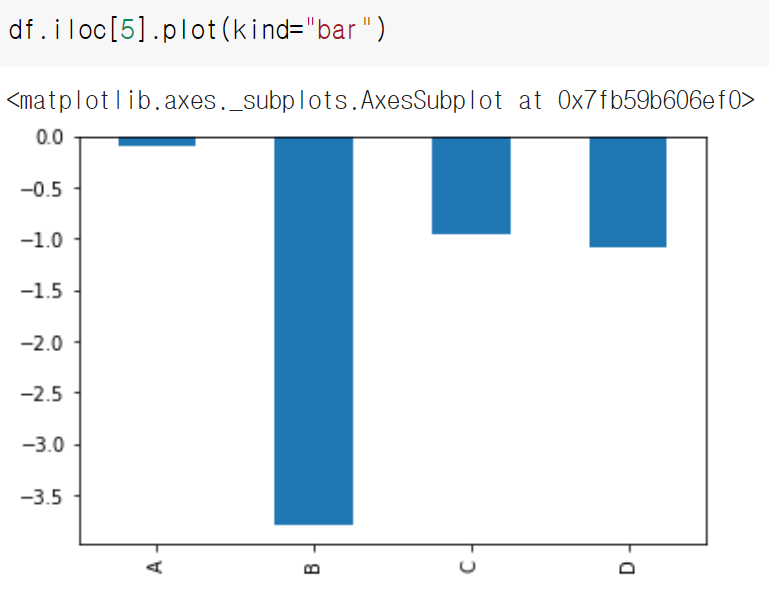 df.iloc[5].plot(kind="bar")
<matplotlib.axes._subplots.AxesSubplot at 0x7fb59b606ef0>
0.0
−0.5
−1.0
−1.5
−2.0
−2.5
−3.0
−3.5
A
B
C
D